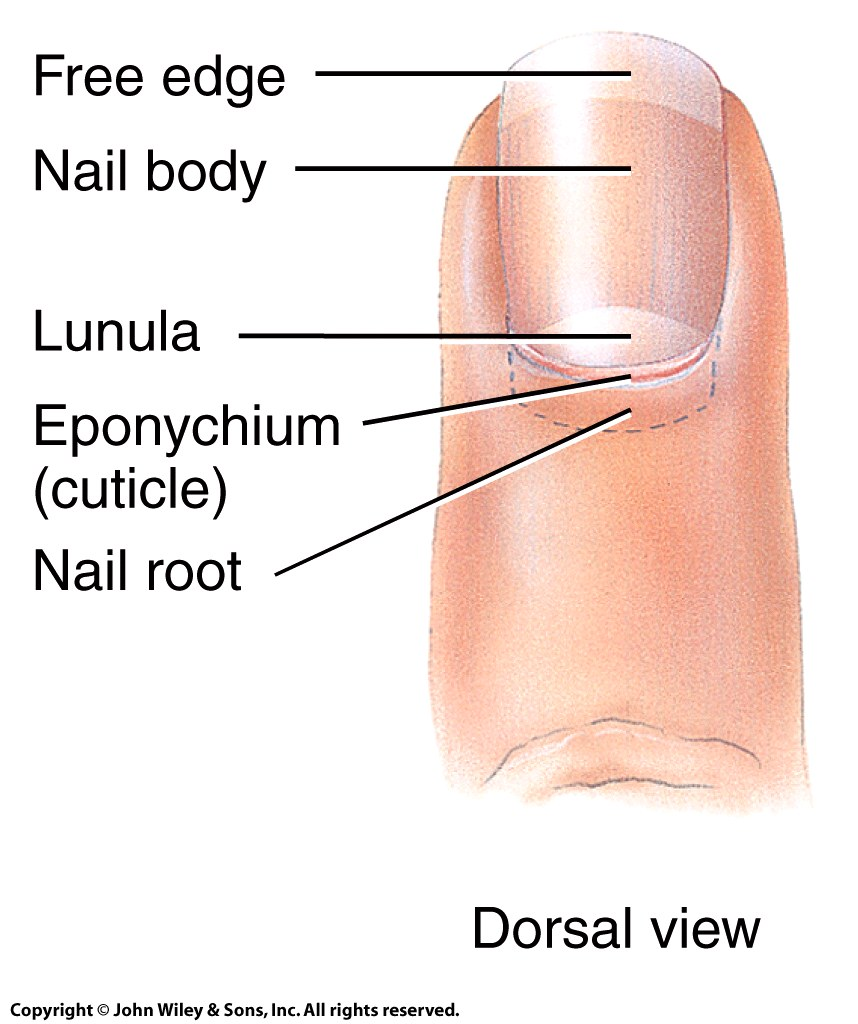 Free edge
Nail body
Lunula
Eponychium
(cuticle)
Nail root
Dorsal view
Copyright © John Wiley & Sons, Inc. All rights reserved.